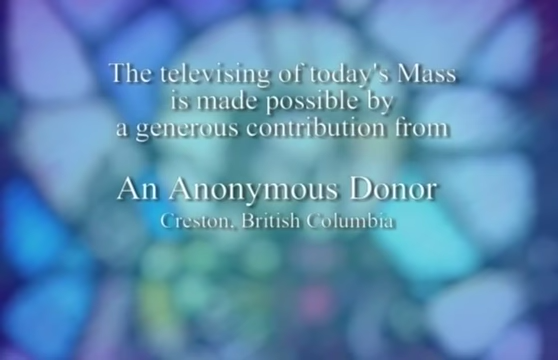 The televising of today's Mass
is made possible by
a generous contribution from
An Anonymous Donor
Creston, British Columbia